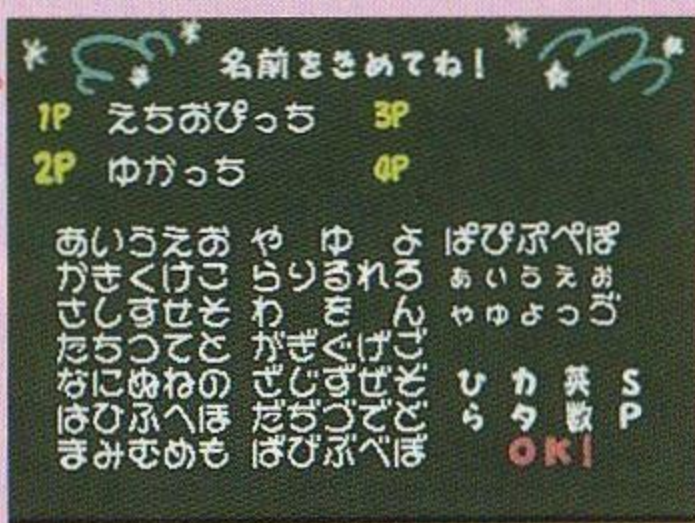 名前をきめてね!
1P えちおぴっち 3P
2P ゆかっち 4P
あいうえお や ゆ よ ぱぴぷぺぽ
かきくけこ らりるれろ ぁぃぅぇぉ
さしすせそ わ を ん ゃゅょっゔ
たちつてと がぎぐげご
なにぬねの ざじずぜぞ ひ カ 英 S
はひふへほ だぢづでど ら タ 数 P
まみむめも ばびぶべぼ OK!